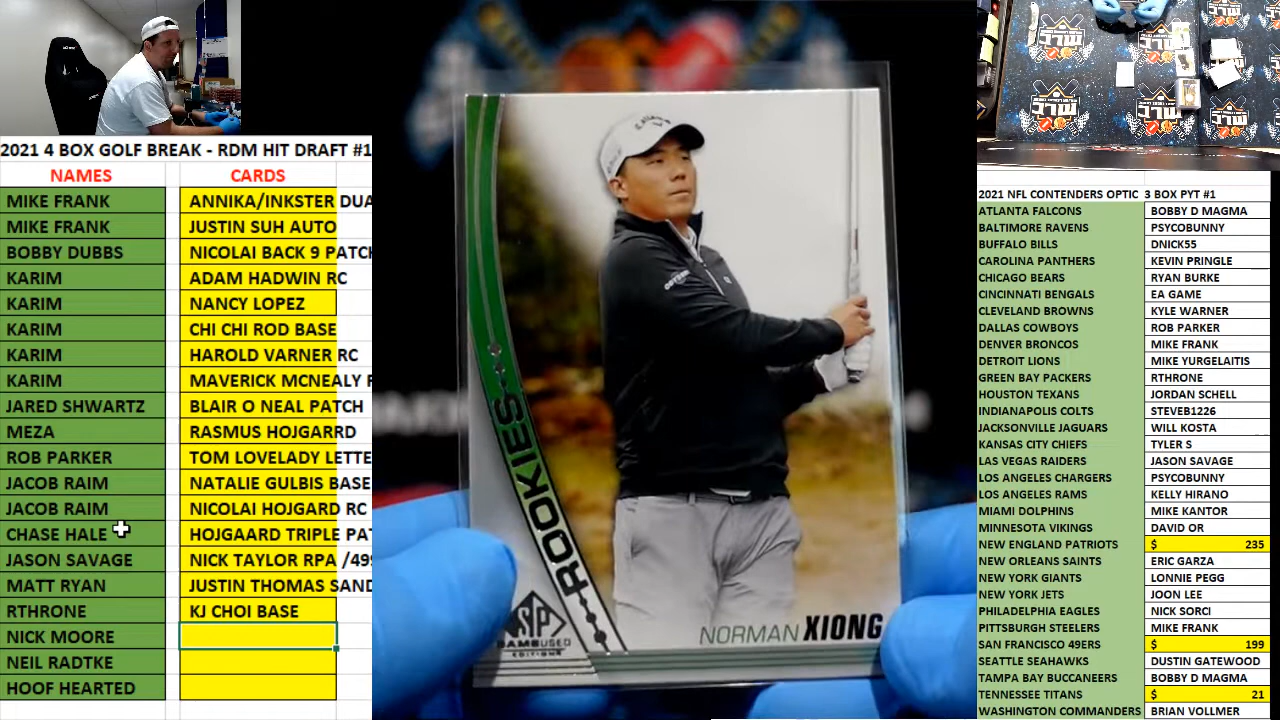 2021 4 BOX GOLF BREAK - RDM HIT DRAFT #1
NAMES CARDS
MIKE FRANK ANNIKA/INKSTER DUA
MIKE FRANK JUSTIN SUH AUTO
BOBBY DUBBS NICOLAI BACK 9 PATCH
KARIM ADAM HADWIN RC
KARIM NANCY LOPEZ
KARIM CHI CHI ROD BASE
KARIM HAROLD VARNER RC
KARIM MAVERICK MCNEALY
JARED SHWARTZ BLAIR O NEAL PATCH
MEZA RASMUS HOJGARRD
ROB PARKER TOM LOVELADY LETTE
JACOB RAIM NATALIE GULBIS BASE
JACOB RAIM NICOLAI HOJGARD RC
CHASE HALE HOJGAARD TRIPLE PAT
JASON SAVAGE NICK TAYLOR RPA /499
MATT RYAN JUSTIN THOMAS SAND
RTHRONE KJ CHOI BASE
NICK MOORE
NEIL RADTKE
HOOF HEARTED
ROOKIES
SP
GAME USED
EDITION
NORMAN XIONG
2021 NFL CONTENDERS OPTIC 3 BOX PYT #1
ATLANTA FALCONS BOBBY D MAGMA
BALTIMORE RAVENS PSYCOBUNNY
BUFFALO BILLS DNICK55
CAROLINA PANTHERS KEVIN PRINGLE
CHICAGO BEARS RYAN BURKE
CINCINNATI BENGALS EA GAME
CLEVELAND BROWNS KYLE WARNER
DALLAS COWBOYS ROB PARKER
DENVER BRONCOS MIKE FRANK
DETROIT LIONS MIKE YURGELAITIS
GREEN BAY PACKERS RTHRONE
HOUSTON TEXANS JORDAN SCHELL
INDIANAPOLIS COLTS STEVEB1226
JACKSONVILLE JAGUARS WILL KOSTA
KANSAS CITY CHIEFS TYLER S
LAS VEGAS RAIDERS JASON SAVAGE
LOS ANGELES CHARGERS PSYCOBUNNY
LOS ANGELES RAMS KELLY HIRANO
MIAMI DOLPHINS MIKE KANTOR
MINNESOTA VIKINGS DAVID OR
NEW ENGLAND PATRIOTS $ 235
NEW ORLEANS SAINTS ERIC GARZA
NEW YORK GIANTS LONNIE PEGG
NEW YORK JETS JOON LEE
PHILADELPHIA EAGLES NICK SORCI
PITTSBURGH STEELERS MIKE FRANK
SAN FRANCISCO 49ERS $ 199
SEATTLE SEAHAWKS DUSTIN GATEWOOD
TAMPA BAY BUCCANEERS BOBBY D MAGMA
TENNESSEE TITANS $ 21
WASHINGTON COMMANDERS BRIAN VOLLMER